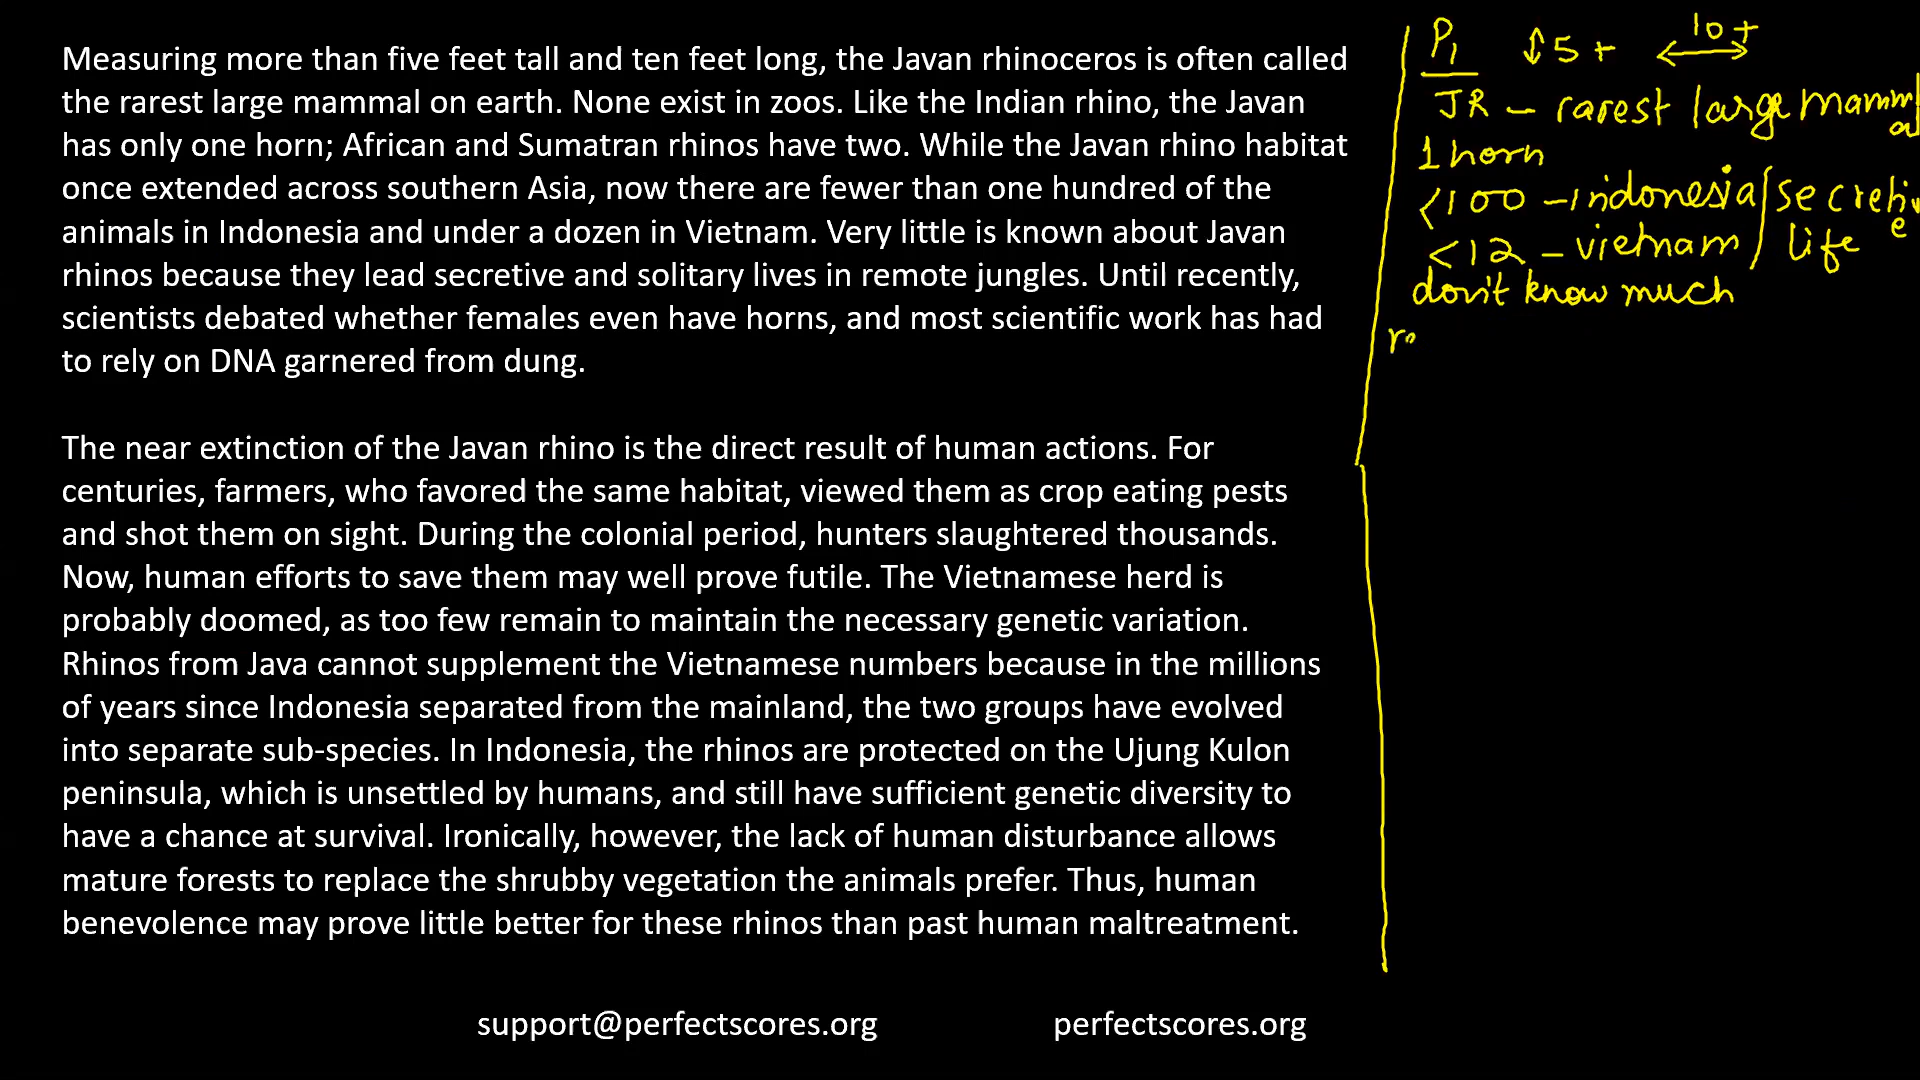 Measuring more than five feet tall and ten feet long, the Javan rhinoceros is often called
the rarest large mammal on earth. None exist in zoos. Like the Indian rhino, the Javan
has only one horn; African and Sumatran rhinos have two. While the Javan rhino habitat
once extended across southern Asia, now there are fewer than one hundred of the
animals in Indonesia and under a dozen in Vietnam. Very little is known about Javan
rhinos because they lead secretive and solitary lives in remote jungles. Until recently,
scientists debated whether females even have horns, and most scientific work has had
to rely on DNA garnered from dung.
The near extinction of the Javan rhino is the direct result of human actions. For
centuries, farmers, who favored the same habitat, viewed them as crop eating pests
and shot them on sight. During the colonial period, hunters slaughtered thousands.
Now, human efforts to save them may well prove futile. The Vietnamese herd is
probably doomed, as too few remain to maintain the necessary genetic variation.
Rhinos from Java cannot supplement the Vietnamese numbers because in the millions
of years since Indonesia separated from the mainland, the two groups have evolved
into separate sub-species. In Indonesia, the rhinos are protected on the Ujung Kulon
peninsula, which is unsettled by humans, and still have sufficient genetic diversity to
have a chance at survival. Ironically, however, the lack of human disturbance allows
mature forests to replace the shrubby vegetation the animals prefer. Thus, human
benevolence may prove little better for these rhinos than past human maltreatment.
support@perfectscores.org perfectscores.org
P1 ↕5+ ↔10+
JR – rarest large mammal
1 horn
<100 – indonesia / secretive
<12 – vietnam / life
don't know much